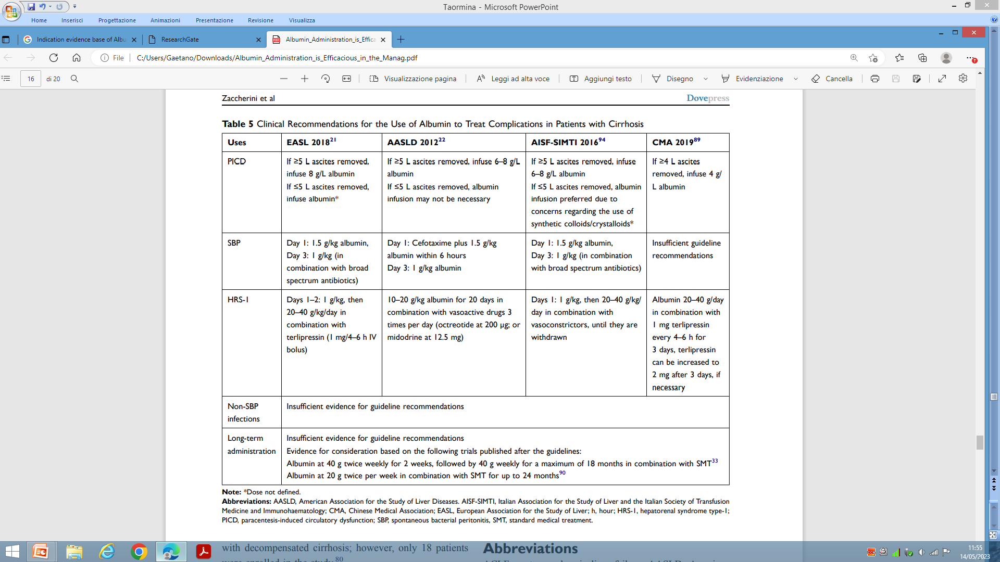 Taormina - Microsoft PowerPoint
Home Inserisci Progettazione Animazioni Presentazione Revisione Visualizza
Indication evidence base of Albu
ResearchGate
Albumin_Administration_is_Effica
File C:/Users/Gaetano/Downloads/Albumin_Administration_is_Efficacious_in_the_Manag.pdf
16 di 20 Visualizzazione pagina Leggi ad alta voce Aggiungi testo Disegno Evidenziazione Cancella
Zaccherini et al Dovepress
Table 5 Clinical Recommendations for the Use of Albumin to Treat Complications in Patients with Cirrhosis
Uses EASL 2018²¹ AASLD 2012²² AISF-SIMTI 2016⁹⁴ CMA 2019⁸⁹
PICD
If ≥5 L ascites removed,
infuse 8 g/L albumin
If ≤5 L ascites removed,
infuse albumin*
If ≥5 L ascites removed, infuse 6–8 g/L
albumin
If ≤5 L ascites removed, albumin
infusion may not be necessary
If ≥5 L ascites removed, infuse
6–8 g/L albumin
If ≤5 L ascites removed, albumin
infusion preferred due to
concerns regarding the use of
synthetic colloids/crystalloids*
If ≥4 L ascites
removed, infuse 4 g/
L albumin
SBP
Day 1: 1.5 g/kg albumin,
Day 3: 1 g/kg (in
combination with broad
spectrum antibiotics)
Day 1: Cefotaxime plus 1.5 g/kg
albumin within 6 hours
Day 3: 1 g/kg albumin
Day 1: 1.5 g/kg albumin,
Day 3: 1 g/kg (in combination
with broad spectrum antibiotics)
Insufficient guideline
recommendations
HRS-1
Days 1–2: 1 g/kg, then
20–40 g/kg/day in
combination with
terlipressin (1 mg/4–6 h IV
bolus)
10–20 g/kg albumin for 20 days in
combination with vasoactive drugs 3
times per day (octreotide at 200 μg; or
midodrine at 12.5 mg)
Days 1: 1 g/kg, then 20–40 g/kg/
day in combination with
vasoconstrictors, until they are
withdrawn
Albumin 20–40 g/day
in combination with
1 mg terlipressin
every 4–6 h for
3 days, terlipressin
can be increased to
2 mg after 3 days, if
necessary
Non-SBP
infections
Insufficient evidence for guideline recommendations
Long-term
administration
Insufficient evidence for guideline recommendations
Evidence for consideration based on the following trials published after the guidelines:
Albumin at 40 g twice weekly for 2 weeks, followed by 40 g weekly for a maximum of 18 months in combination with SMT³³
Albumin at 20 g twice per week in combination with SMT for up to 24 months⁹⁰
Note: *Dose not defined.
Abbreviations: AASLD, American Association for the Study of Liver Diseases. AISF-SIMTI, Italian Association for the Study of Liver and the Italian Society of Transfusion
Medicine and Immunohaematology; CMA, Chinese Medical Association; EASL, European Association for the Study of Liver; h, hour; HRS-1, hepatorenal syndrome type-1;
PICD, paracentesis-induced circulatory dysfunction; SBP, spontaneous bacterial peritonitis, SMT, standard medical treatment.
with decompensated cirrhosis; however, only 18 patients
Abbreviations
11:55
14/05/2023